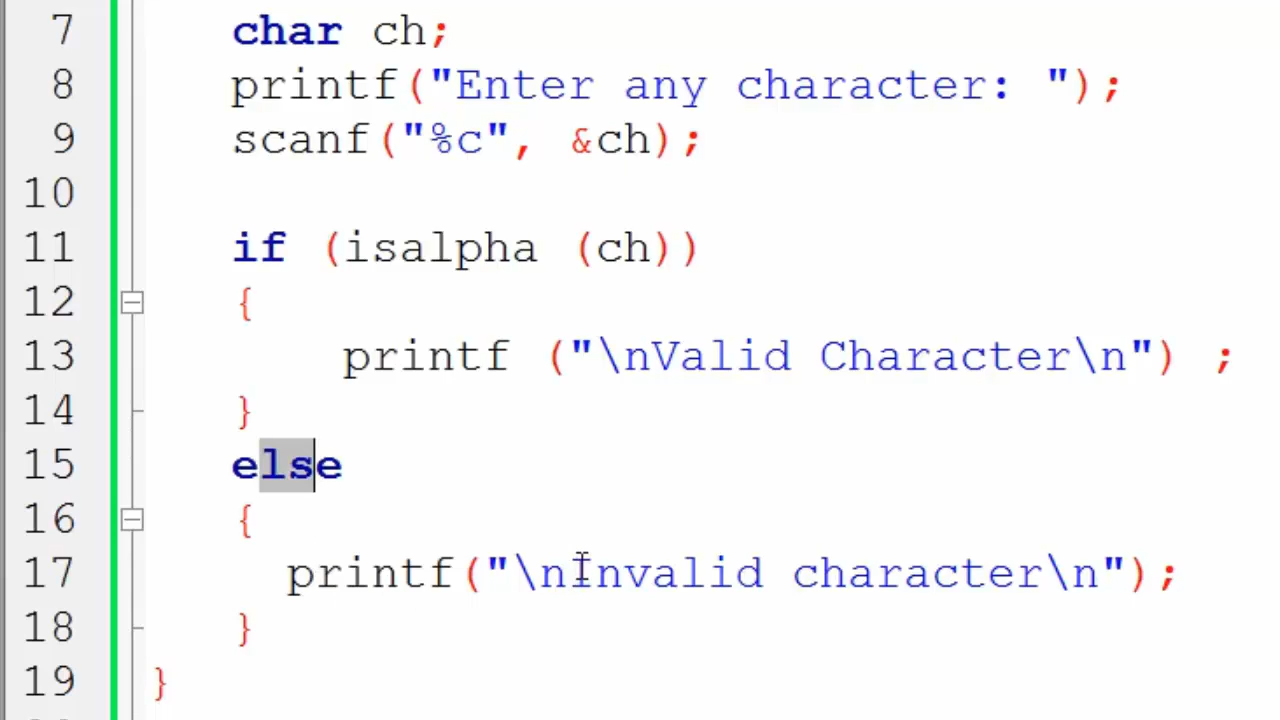 7 char ch;
8 printf("Enter any character: ");
9 scanf("%c", &ch);
10
11 if (isalpha (ch))
12 {
13 printf ("\nValid Character\n") ;
14 }
15 else
16 {
17 printf("\nInvalid character\n");
18 }
19 }